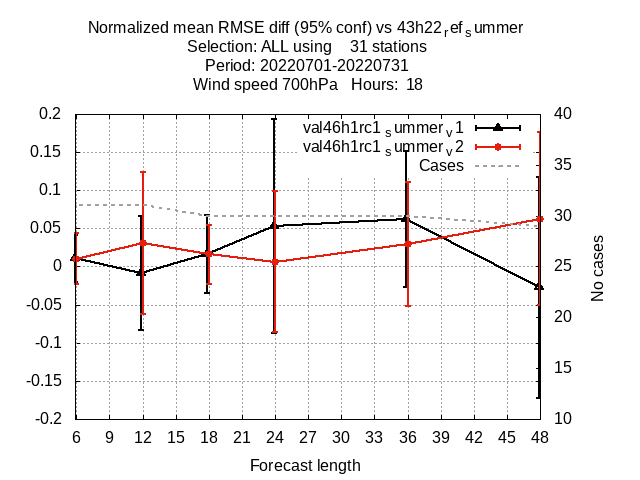 Normalized mean RMSE diff (95% conf) vs 43h22refsummer
Selection: ALL using 31 stations
Period: 20220701-20220731
Wind speed 700hPa Hours: 18
val46h1rc1summerv1
val46h1rc1summerv2
Cases
0.2
0.15
0.1
0.05
0
-0.05
-0.1
-0.15
-0.2
40
35
30
25
20
15
10
No cases
6 9 12 15 18 21 24 27 30 33 36 39 42 45 48
Forecast length